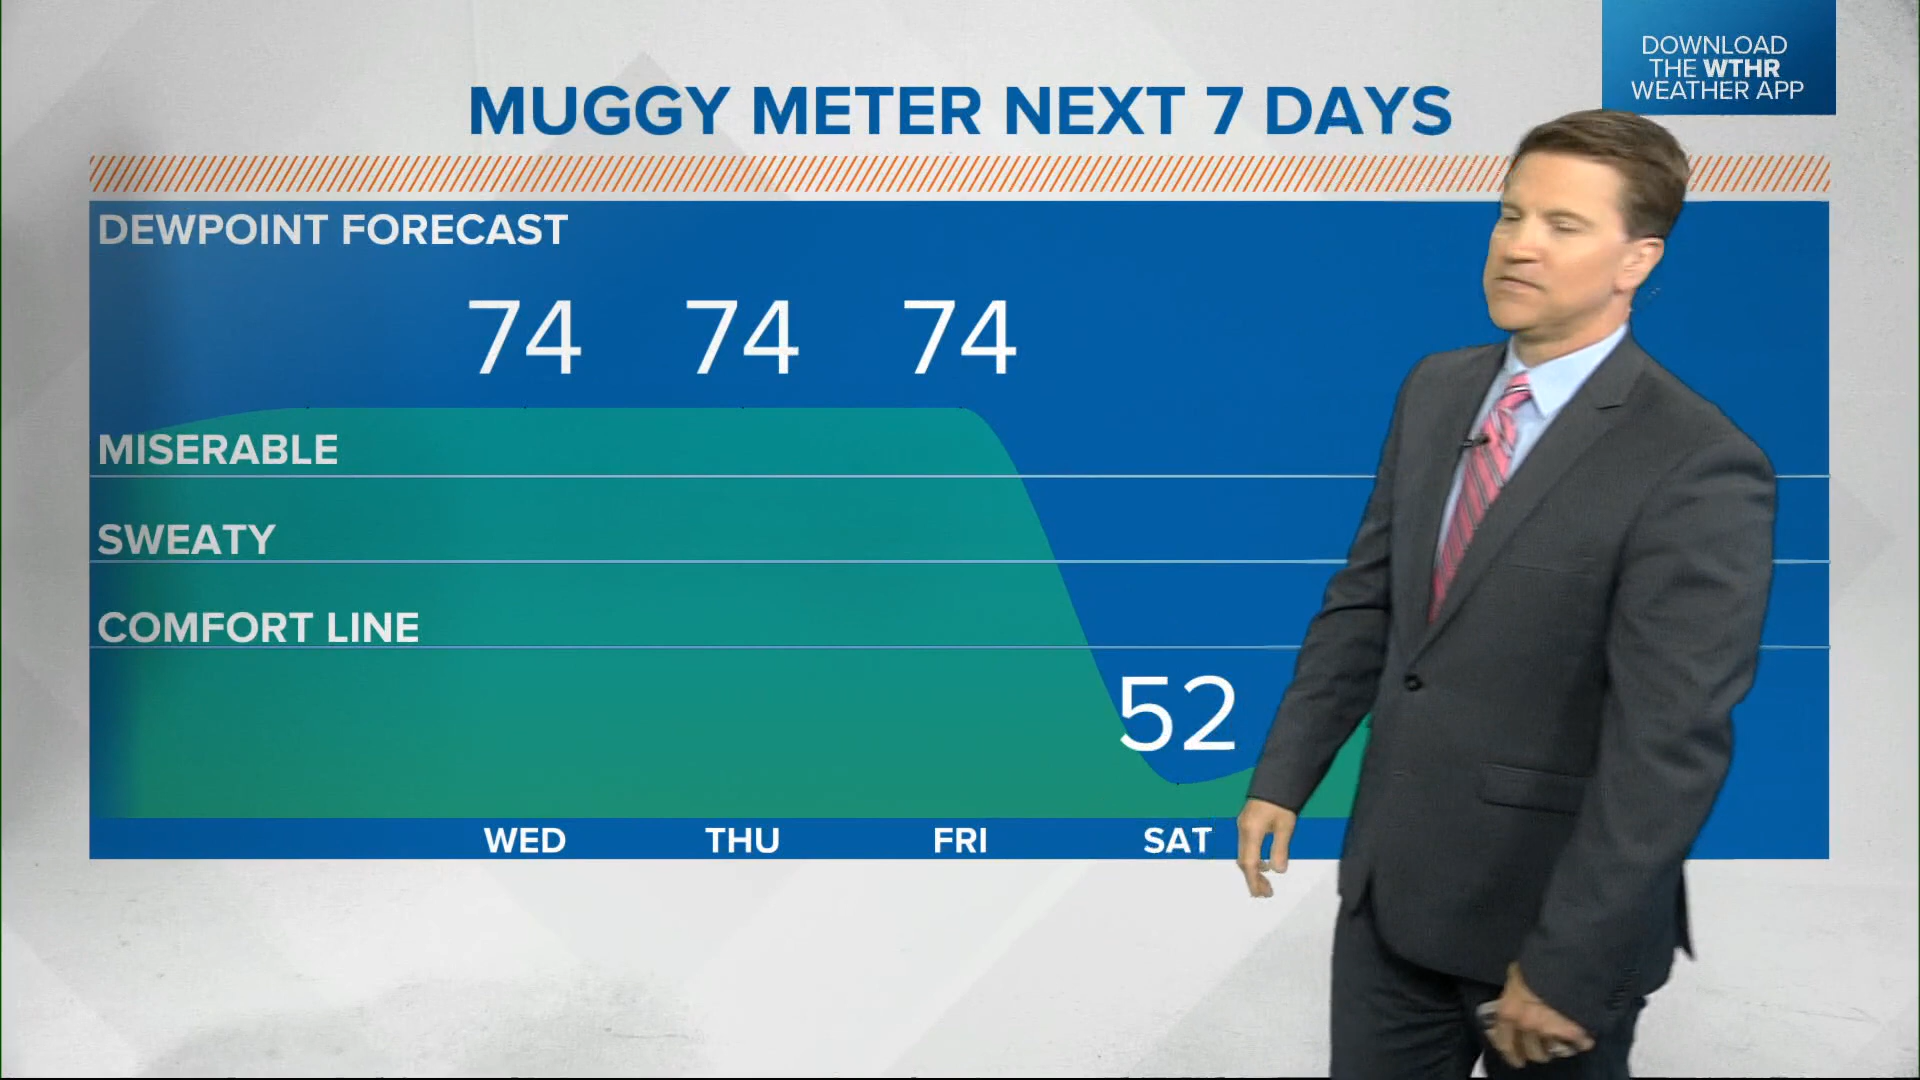 DOWNLOAD
THE WTHR
WEATHER APP
MUGGY METER NEXT 7 DAYS
DEWPOINT FORECAST
74 74 74
MISERABLE
SWEATY
COMFORT LINE
52
WED THU FRI SAT